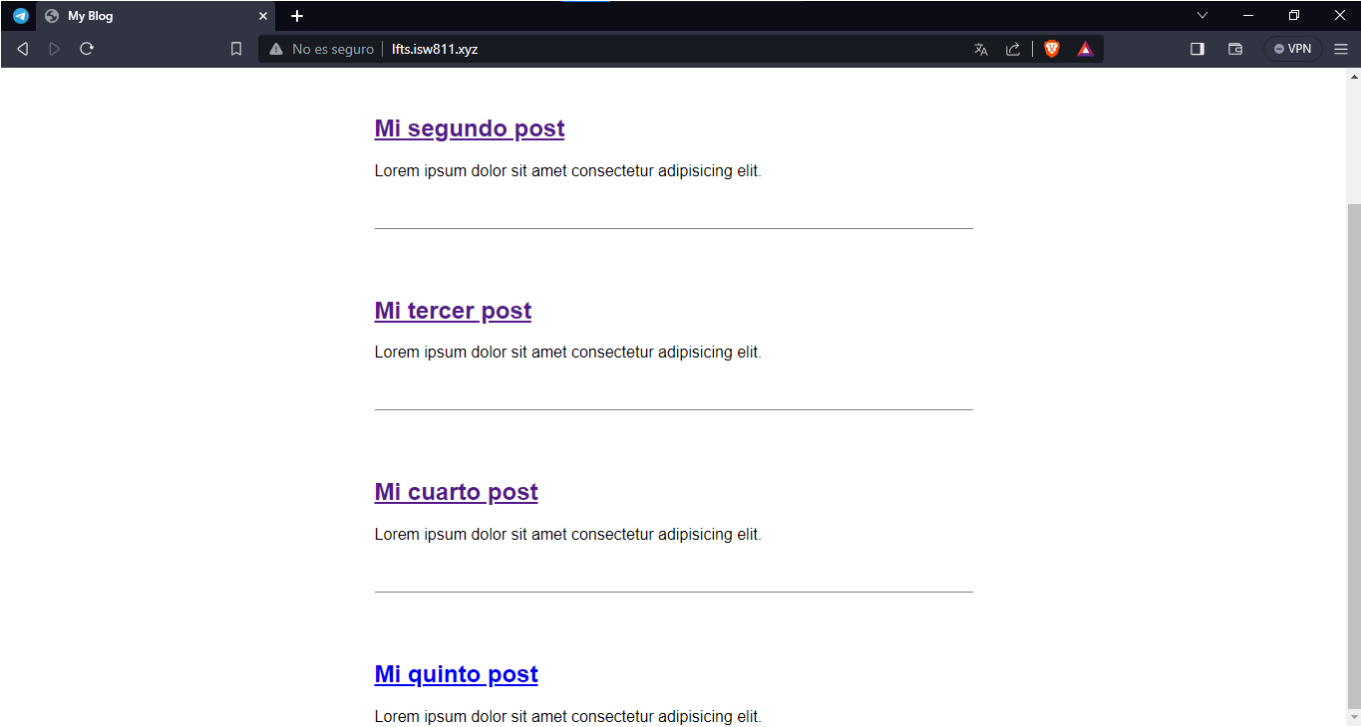 My Blog
No es seguro lfts.isw811.xyz
VPN
Mi segundo post
Lorem ipsum dolor sit amet consectetur adipisicing elit.
Mi tercer post
Lorem ipsum dolor sit amet consectetur adipisicing elit.
Mi cuarto post
Lorem ipsum dolor sit amet consectetur adipisicing elit.
Mi quinto post
Lorem ipsum dolor sit amet consectetur adipisicing elit.